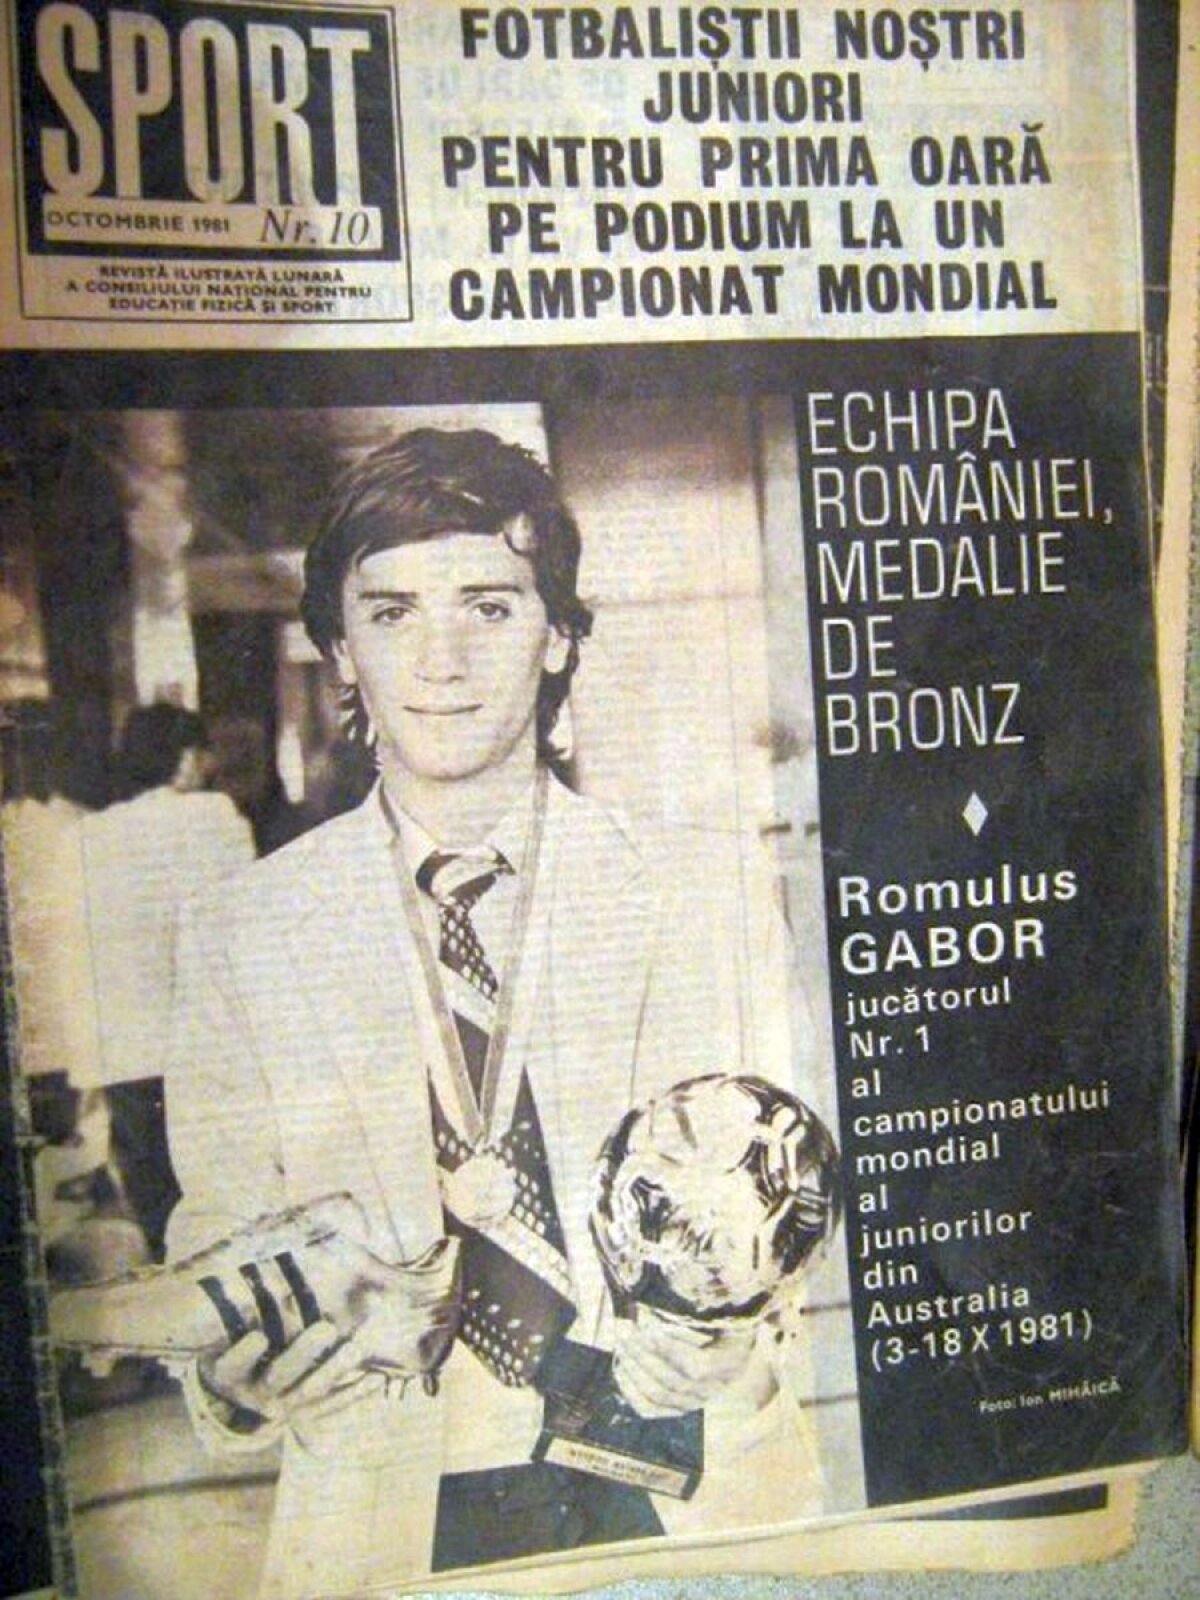 SPORT
OCTOMBRIE 1981 Nr. 10
REVISTĂ ILUSTRATĂ LUNARĂ
A CONSILIULUI NAȚIONAL PENTRU
EDUCAȚIE FIZICĂ ȘI SPORT
FOTBALIȘTII NOȘTRI
JUNIORI
PENTRU PRIMA OARĂ
PE PODIUM LA UN
CAMPIONAT MONDIAL
ECHIPA
ROMÂNIEI,
MEDALIE
DE
BRONZ
Romulus
GABOR
jucătorul
Nr. 1
al
campionatului
mondial
al
juniorilor
din
Australia
(3-18 X 1981)
Foto: Ion MIHĂICĂ